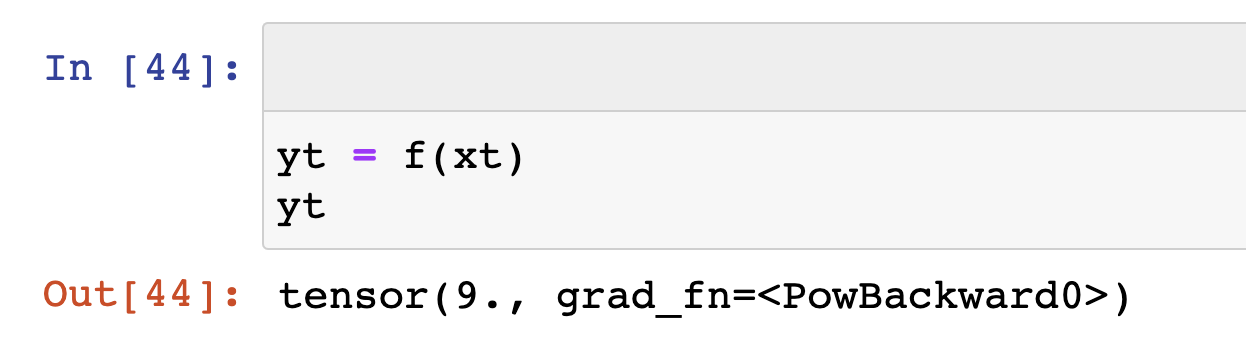 In [44]:
yt = f(xt)
yt
Out[44]: tensor(9., grad_fn=<PowBackward0>)